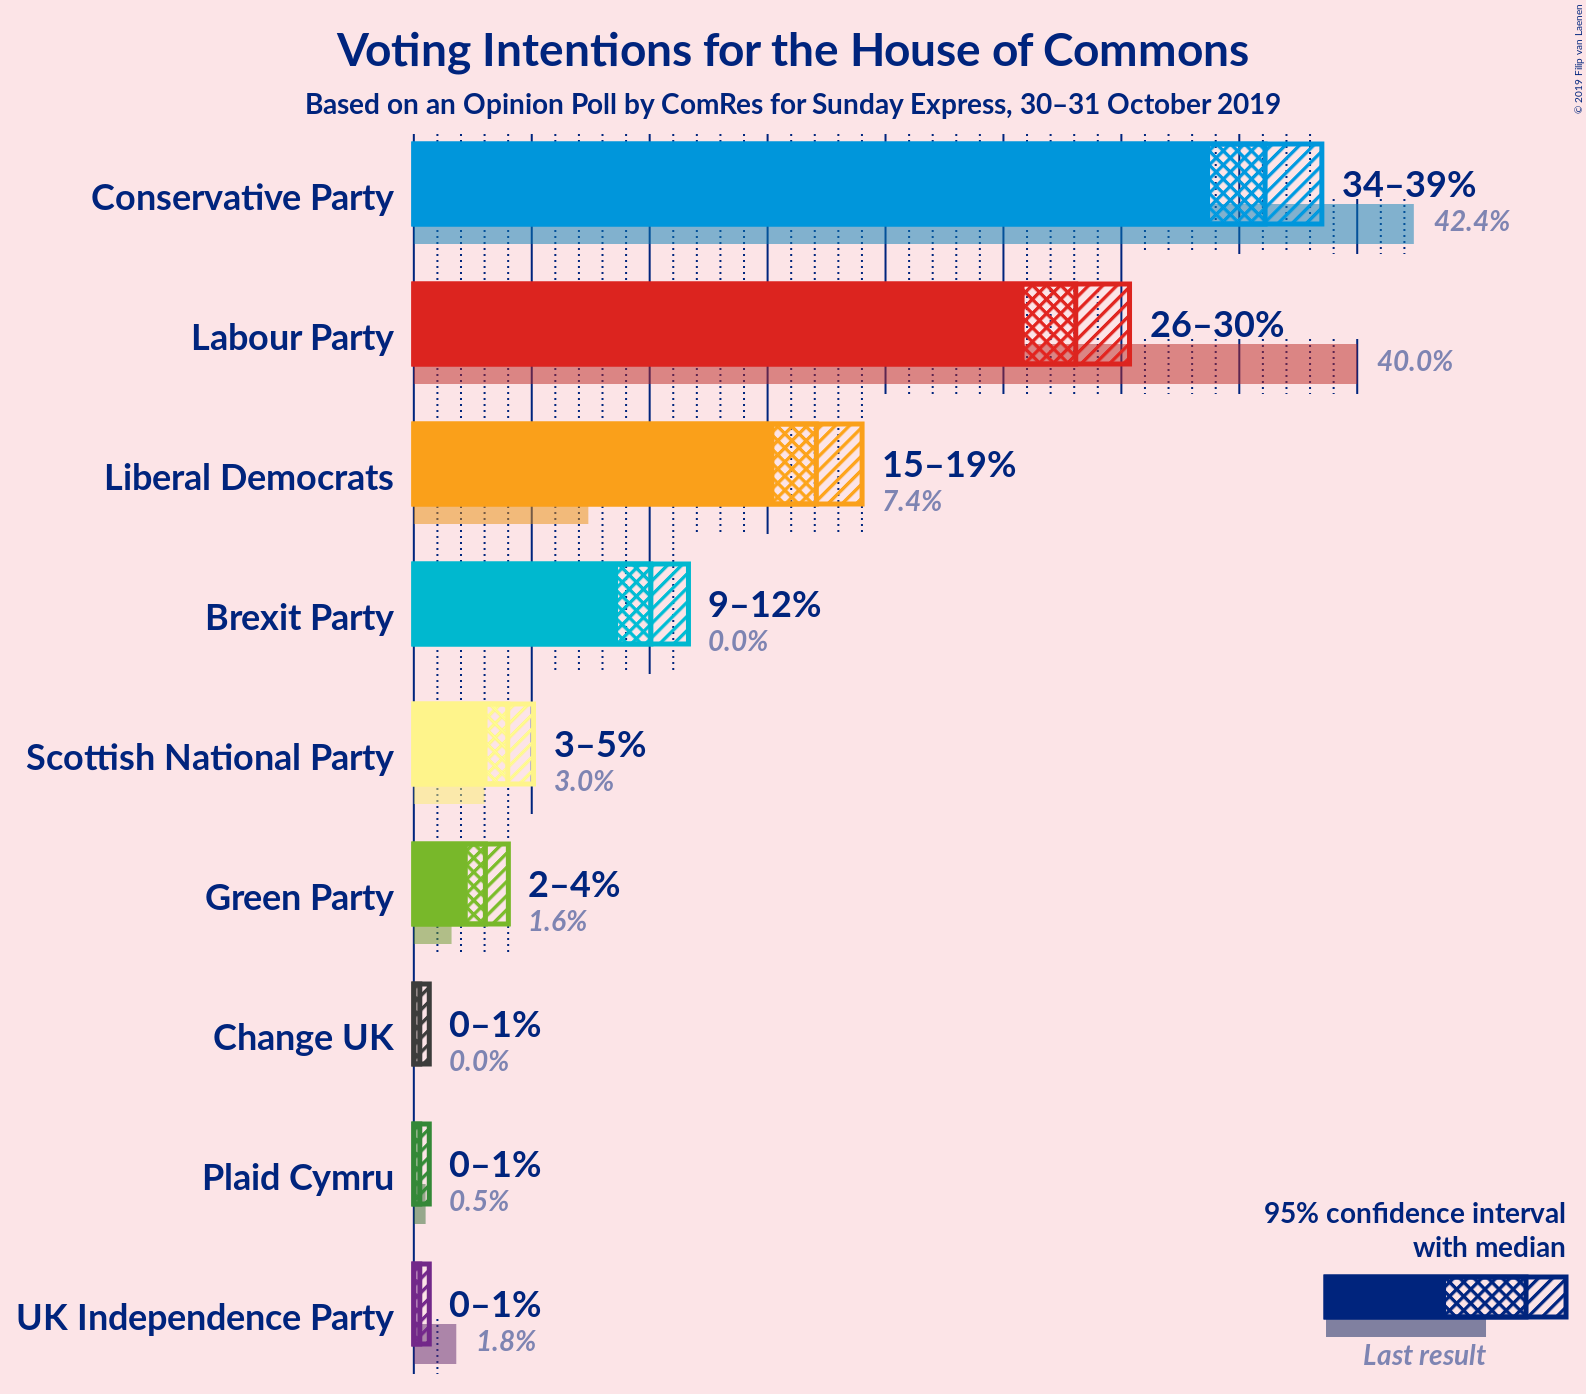 Voting Intentions for the House of Commons
Based on an Opinion Poll by ComRes for Sunday Express, 30–31 October 2019
© 2019 Filip van Laenen
Conservative Party
34–39%
42.4%
Labour Party
26–30%
40.0%
Liberal Democrats
15–19%
7.4%
Brexit Party
9–12%
0.0%
Scottish National Party
3–5%
3.0%
Green Party
2–4%
1.6%
Change UK
0–1%
0.0%
Plaid Cymru
0–1%
0.5%
UK Independence Party
0–1%
1.8%
95% confidence interval
with median
Last result